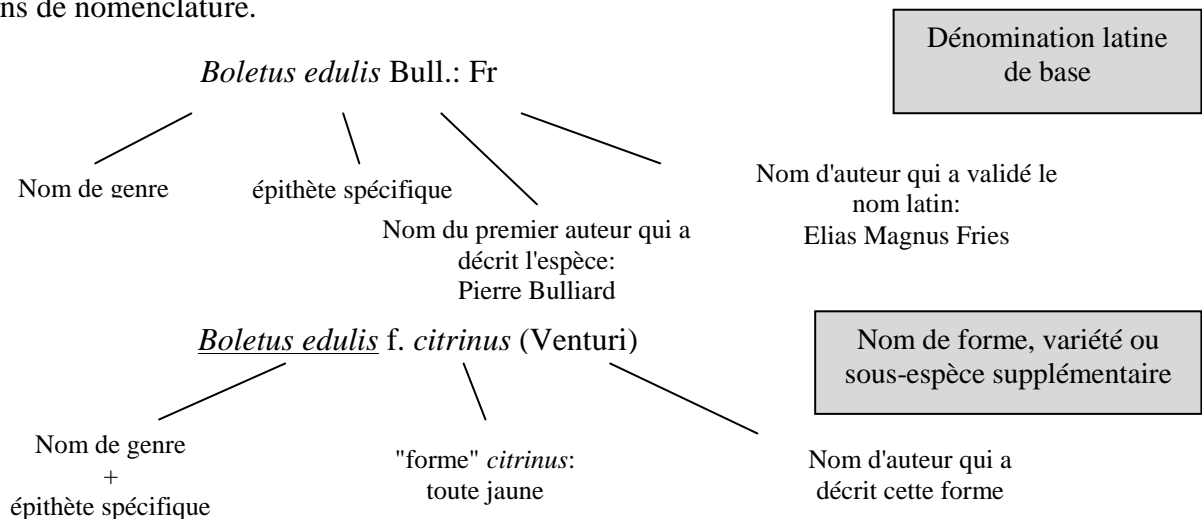 ns de nomenclature.
Dénomination latine
de base
Boletus edulis Bull.: Fr
Nom de genre
épithète spécifique
Nom du premier auteur qui a
décrit l'espèce:
Pierre Bulliard
Nom d'auteur qui a validé le
nom latin:
Elias Magnus Fries
Boletus edulis f. citrinus (Venturi)
Nom de forme, variété ou
sous-espèce supplémentaire
Nom de genre
+
épithète spécifique
"forme" citrinus:
toute jaune
Nom d'auteur qui a
décrit cette forme